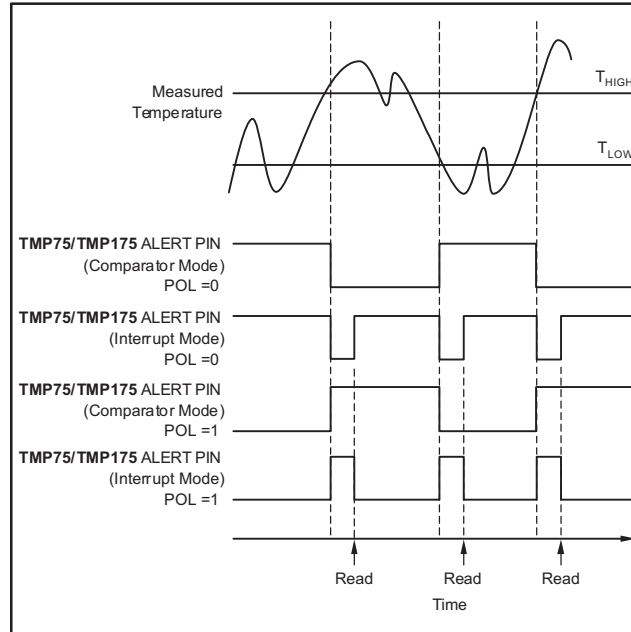 Measured
Temperature
THIGH
TLOW
TMP75/TMP175 ALERT PIN
(Comparator Mode)
POL =0
TMP75/TMP175 ALERT PIN
(Interrupt Mode)
POL =0
TMP75/TMP175 ALERT PIN
(Comparator Mode)
POL =1
TMP75/TMP175 ALERT PIN
(Interrupt Mode)
POL =1
Read Read Read
Time